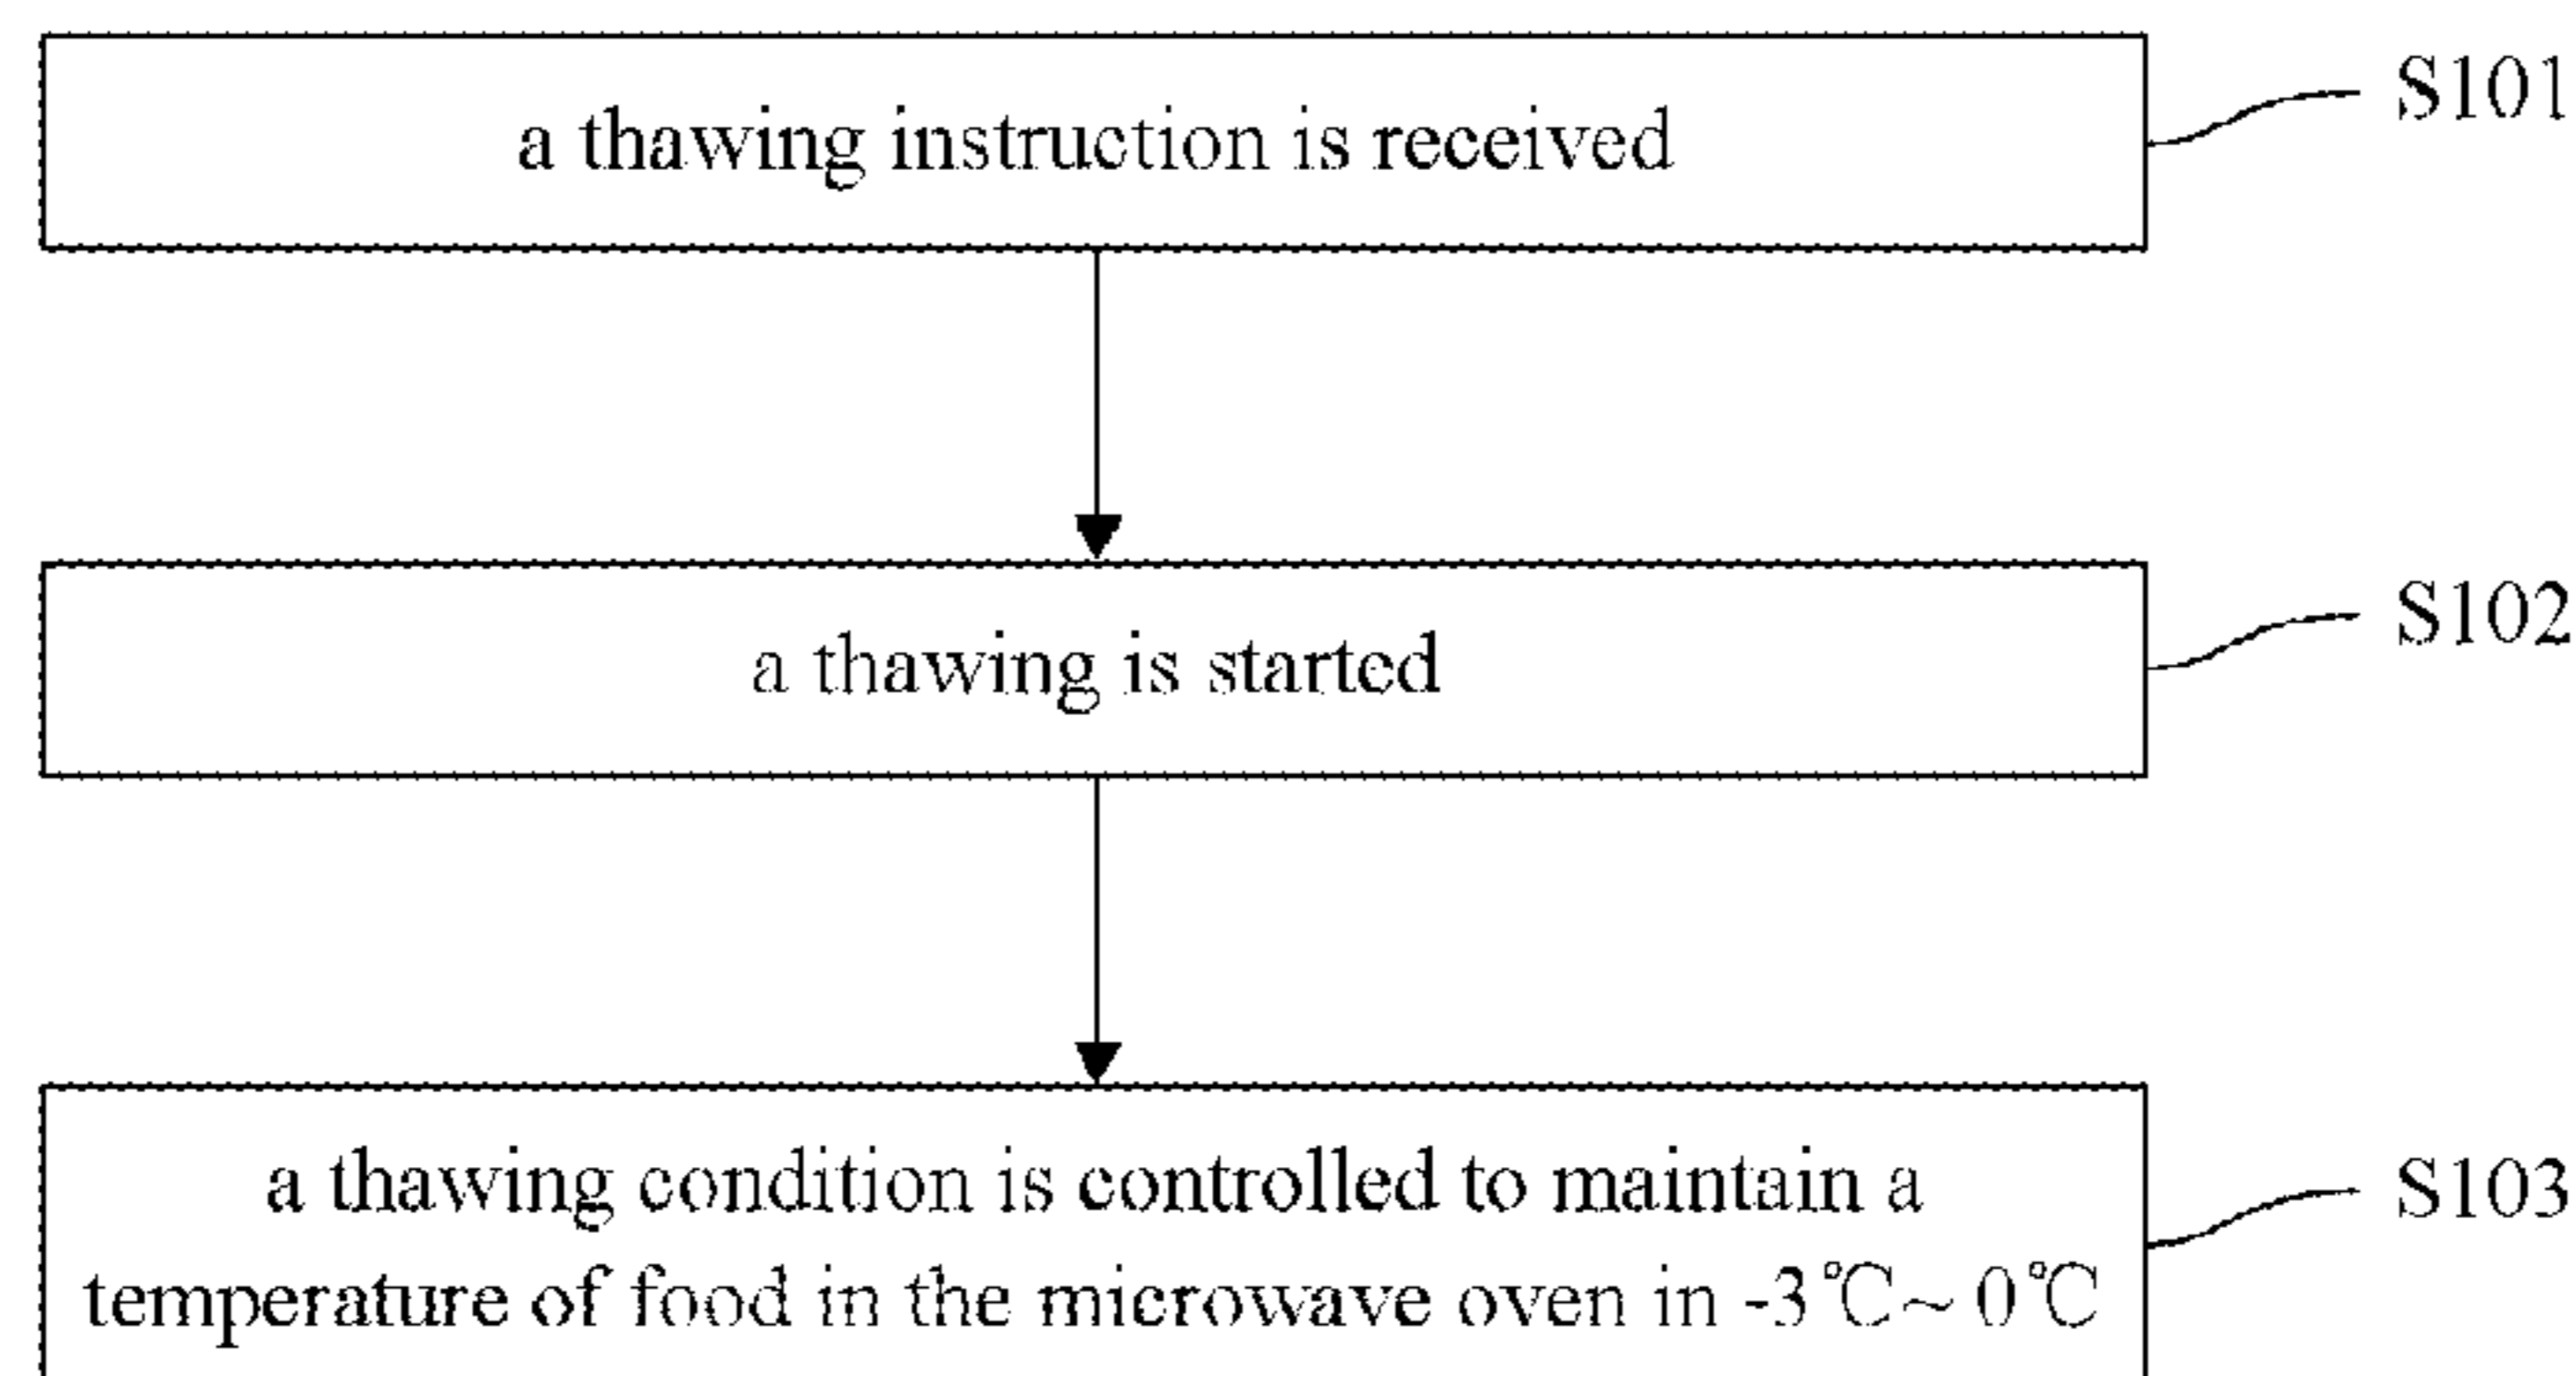 a thawing instruction is received
S101
a thawing is started
S102
a thawing condition is controlled to maintain a
temperature of food in the microwave oven in -3℃~ 0℃
S103